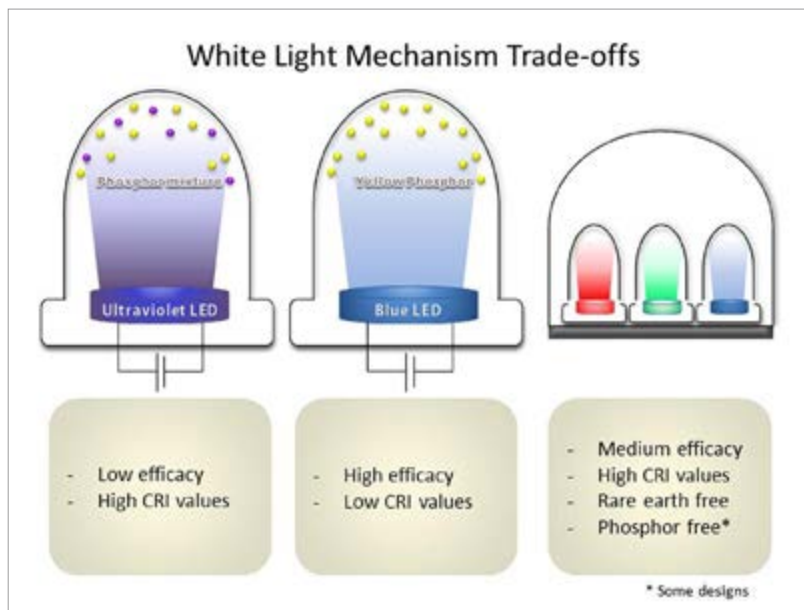 White Light Mechanism Trade-offs
Phosphor mixture
Yellow Phosphor
Ultraviolet LED
Blue LED
- Low efficacy
- High CRI values
- High efficacy
- Low CRI values
- Medium efficacy
- High CRI values
- Rare earth free
- Phosphor free*
* Some designs